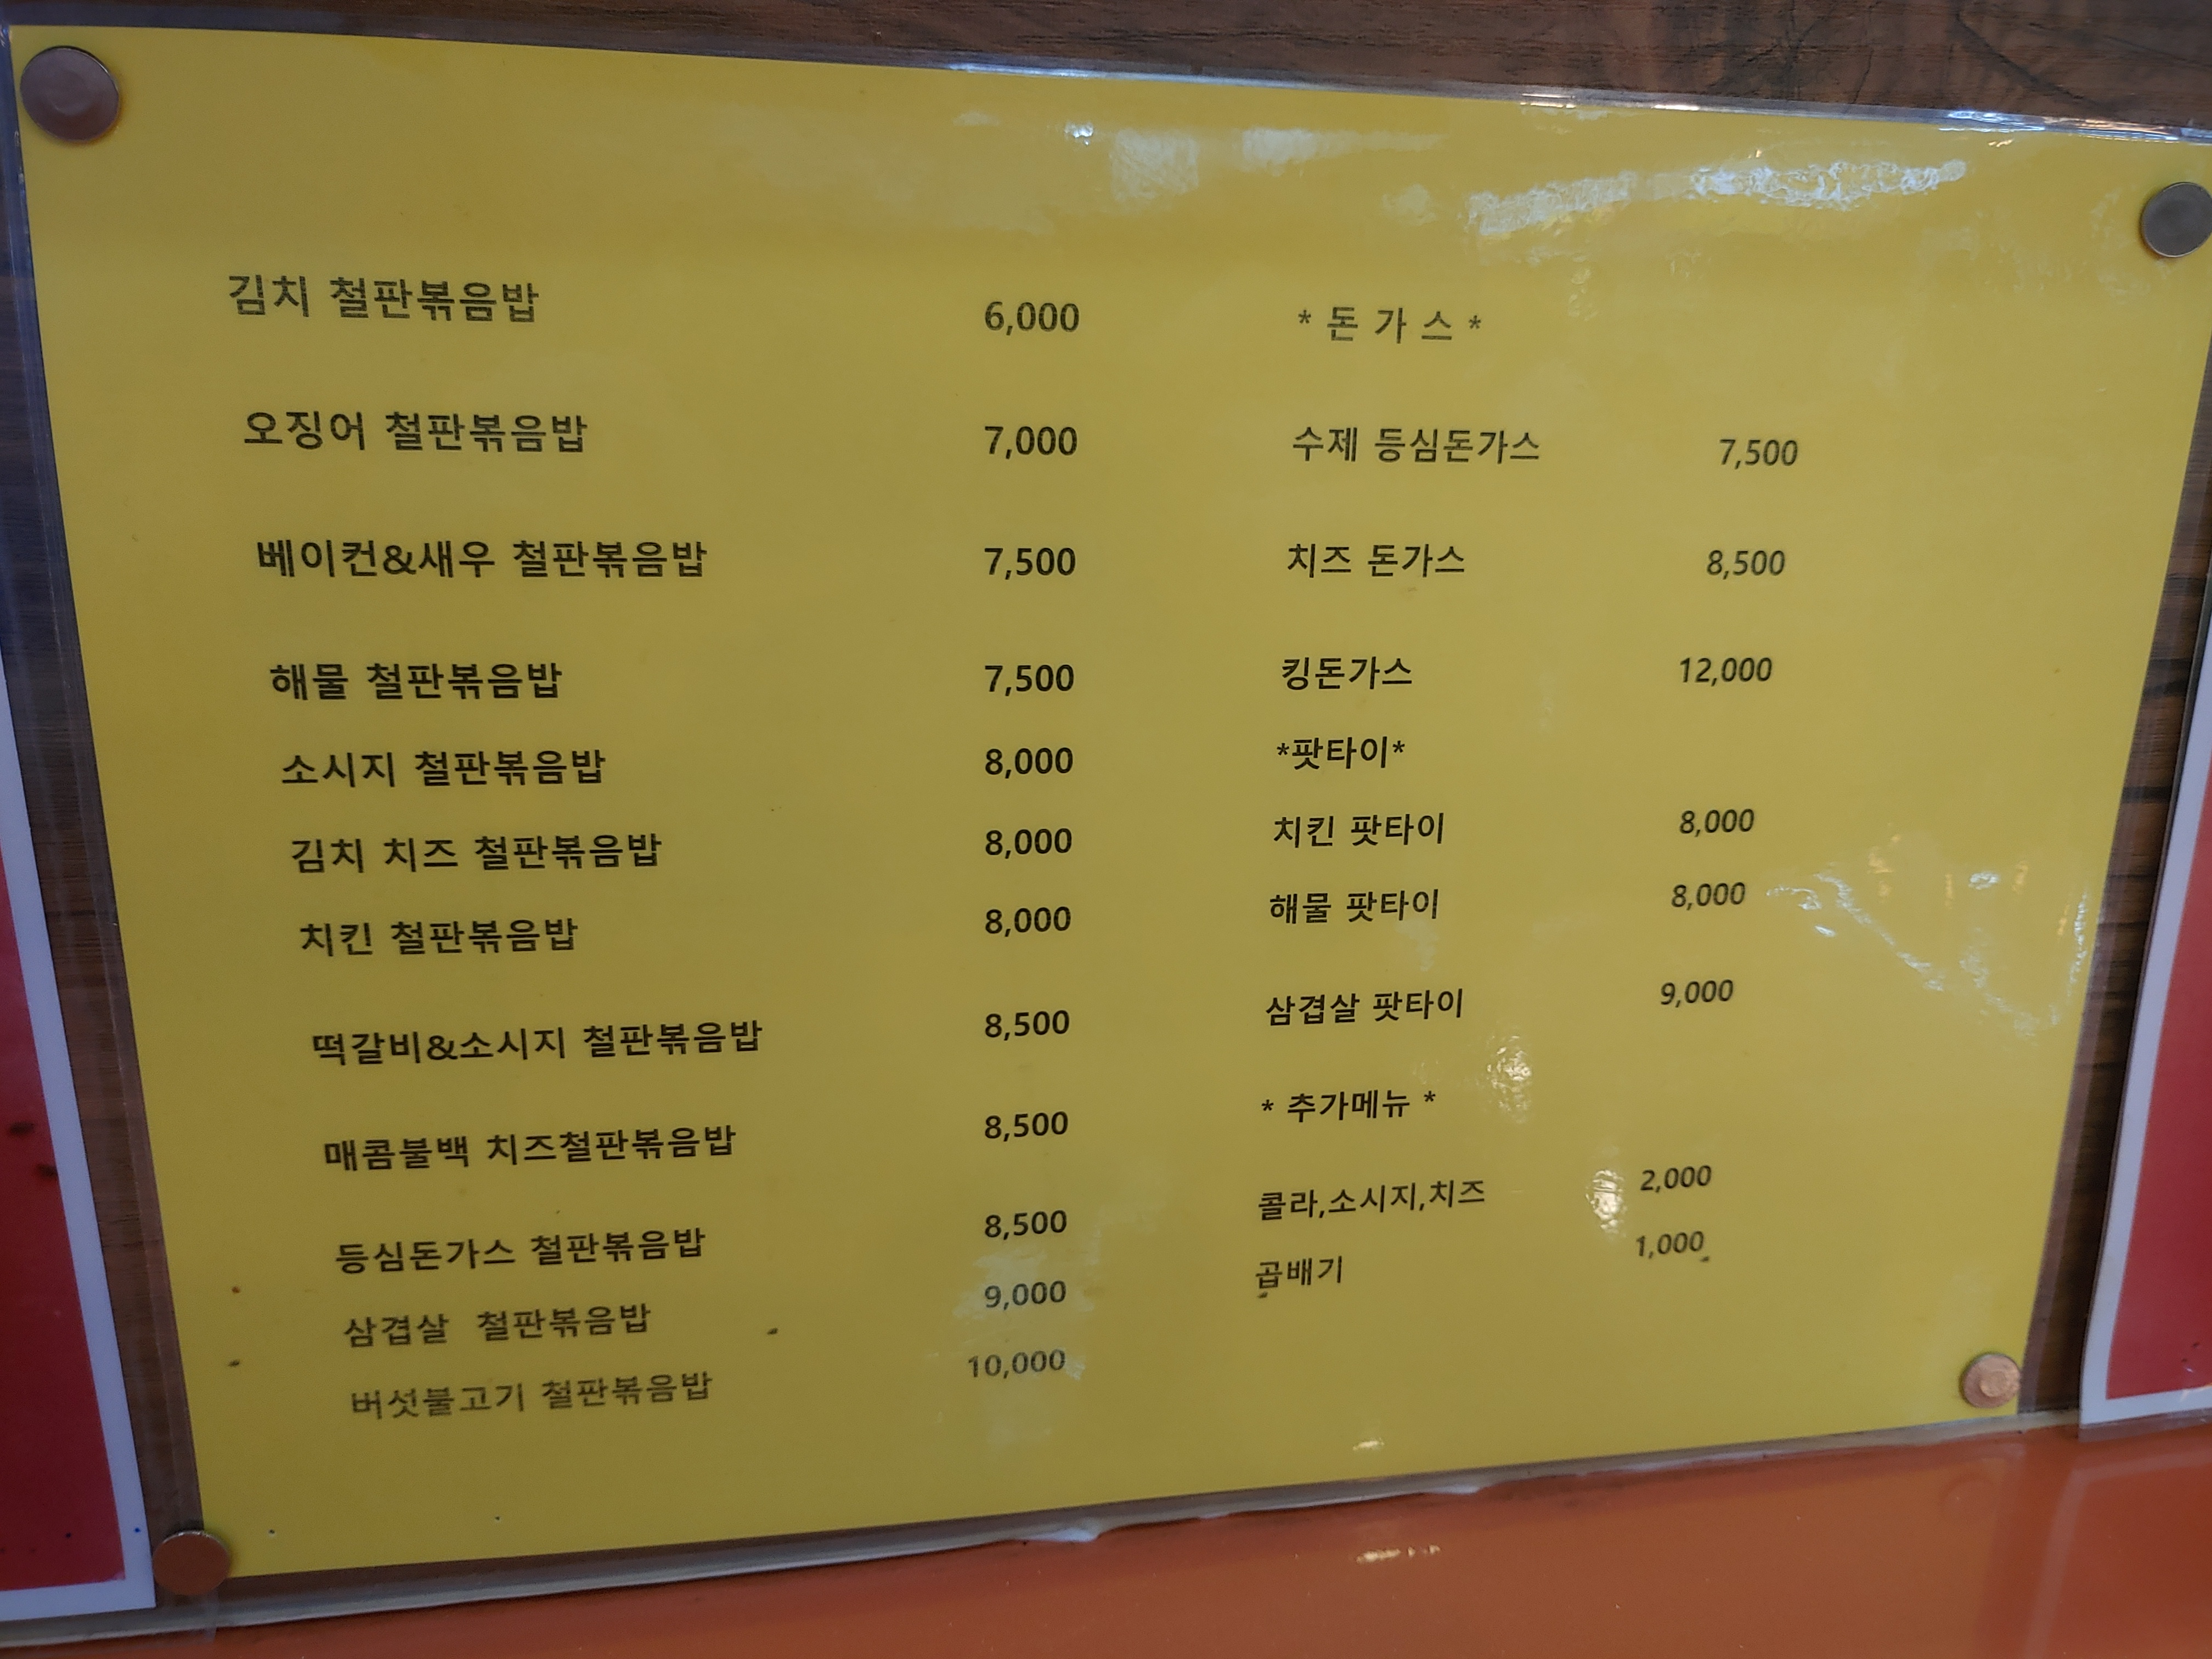 김치 철판볶음밥 6,000
오징어 철판볶음밥 7,000
베이컨&새우 철판볶음밥 7,500
해물 철판볶음밥 7,500
소시지 철판볶음밥 8,000
김치 치즈 철판볶음밥 8,000
치킨 철판볶음밥 8,000
떡갈비&소시지 철판볶음밥 8,500
매콤불백 치즈철판볶음밥 8,500
등심돈가스 철판볶음밥 8,500
삼겹살 철판볶음밥 9,000
버섯불고기 철판볶음밥 10,000
* 돈 가 스 *
수제 등심돈가스 7,500
치즈 돈가스 8,500
킹돈가스 12,000
*팟타이*
치킨 팟타이 8,000
해물 팟타이 8,000
삼겹살 팟타이 9,000
* 추가메뉴 *
콜라,소시지,치즈 2,000
곱배기 1,000